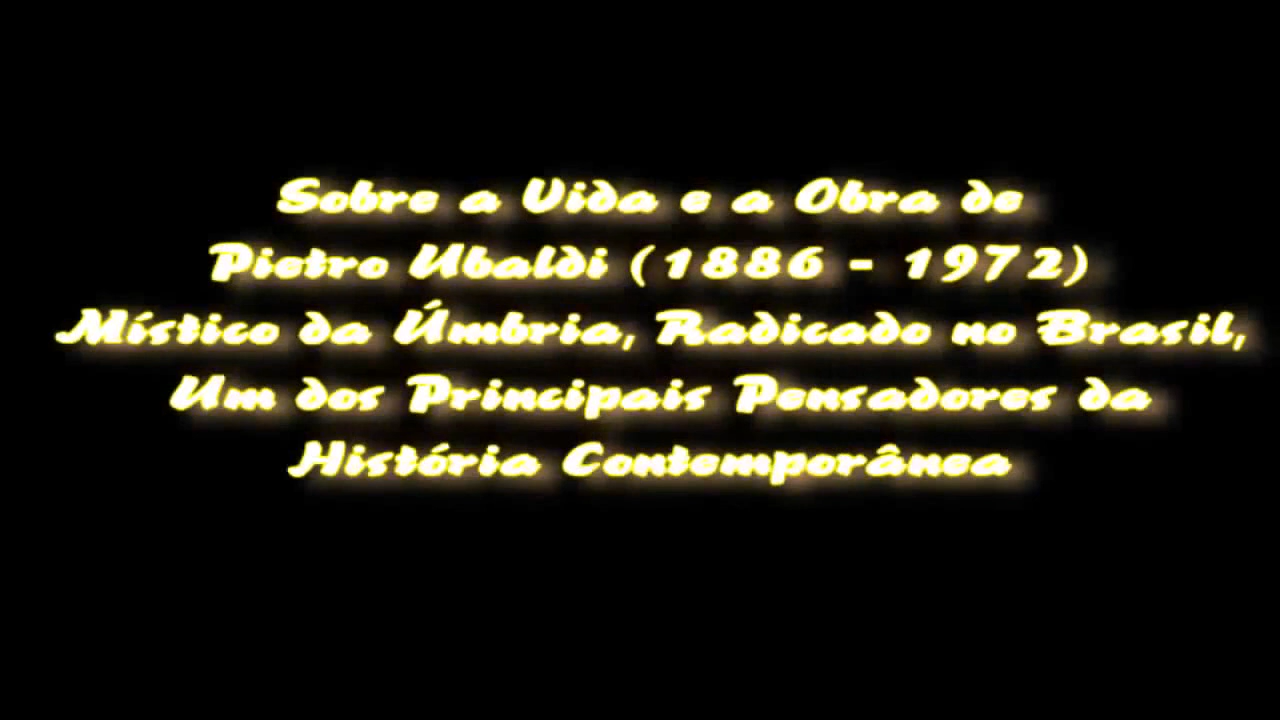 Sobre a Vida e a Obra de
Pietro Ubaldi (1886 - 1972)
Místico da Úmbria, Radicado no Brasil,
Um dos Principais Pensadores da
História Contemporânea